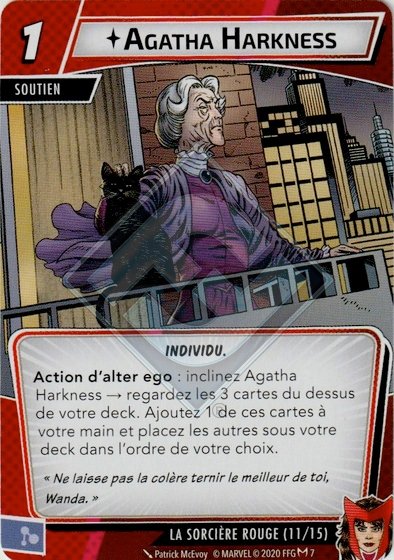 1
AGATHA HARKNESS
SOUTIEN
INDIVIDU.
Action d'alter ego : inclinez Agatha
Harkness → regardez les 3 cartes du dessus
de votre deck. Ajoutez 1 de ces cartes à
votre main et placez les autres sous votre
deck dans l'ordre de votre choix.
« Ne laisse pas la colère ternir le meilleur de toi,
Wanda. »
LA SORCIÈRE ROUGE (11/15)
Patrick McEvoy © MARVEL © 2020 FFG 7